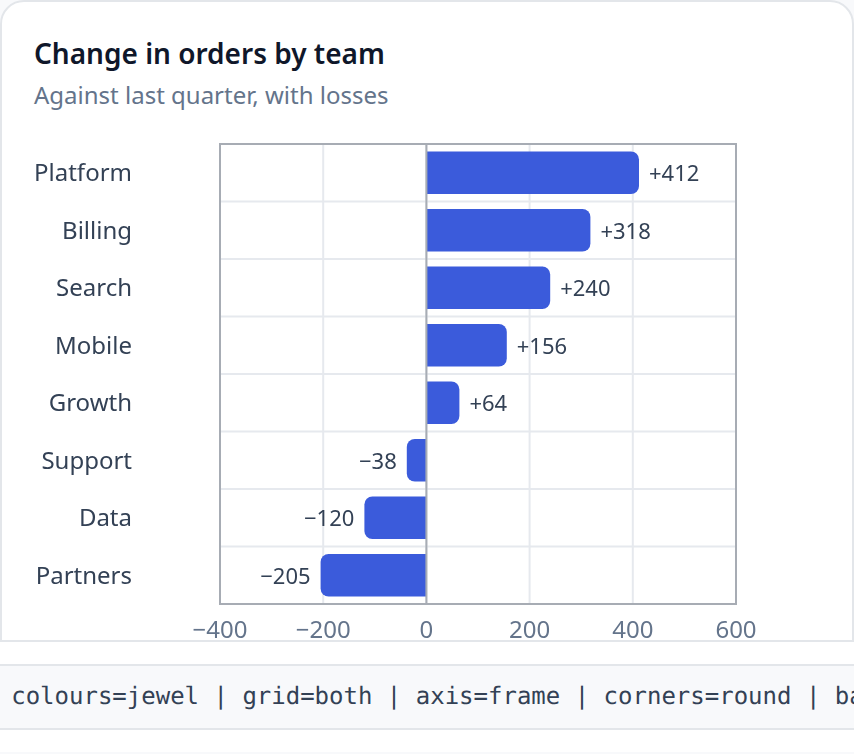 Change in orders by team
Against last quarter, with losses
Platform +412
Billing +318
Search +240
Mobile +156
Growth +64
Support −38
Data −120
Partners −205
−400 −200 0 200 400 600
colours=jewel | grid=both | axis=frame | corners=round |